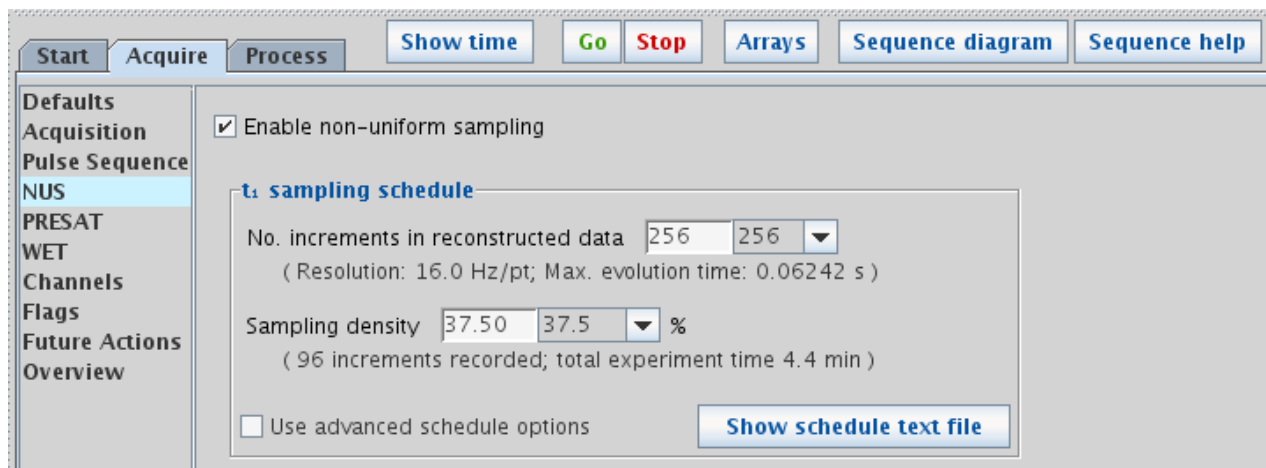 Start Acquire Process Show time Go Stop Arrays Sequence diagram Sequence help
Defaults
Acquisition
Pulse Sequence
NUS
PRESAT
WET
Channels
Flags
Future Actions
Overview
Enable non-uniform sampling
t₁ sampling schedule
No. increments in reconstructed data 256 256
( Resolution: 16.0 Hz/pt; Max. evolution time: 0.06242 s )
Sampling density 37.50 37.5 %
( 96 increments recorded; total experiment time 4.4 min )
Use advanced schedule options Show schedule text file